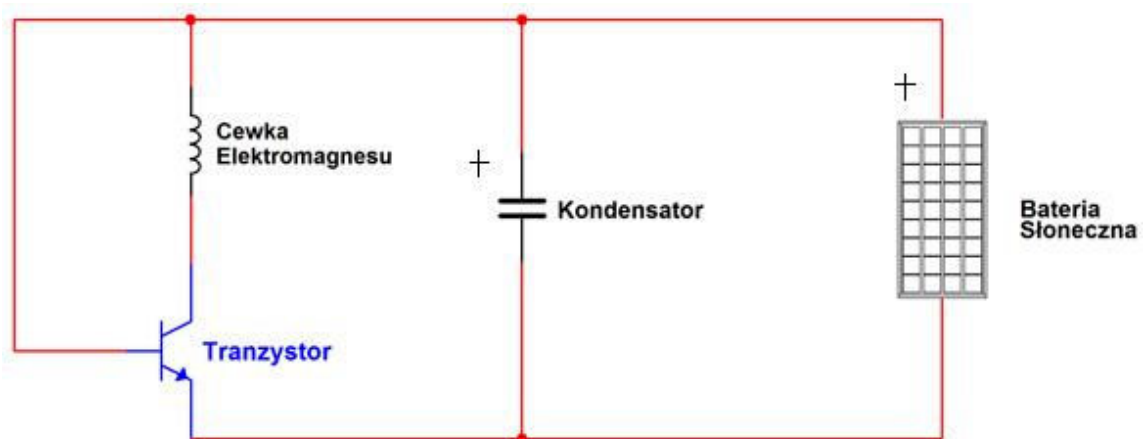 +
Cewka
Elektromagnesu
+
Kondensator
Bateria
Słoneczna
Tranzystor